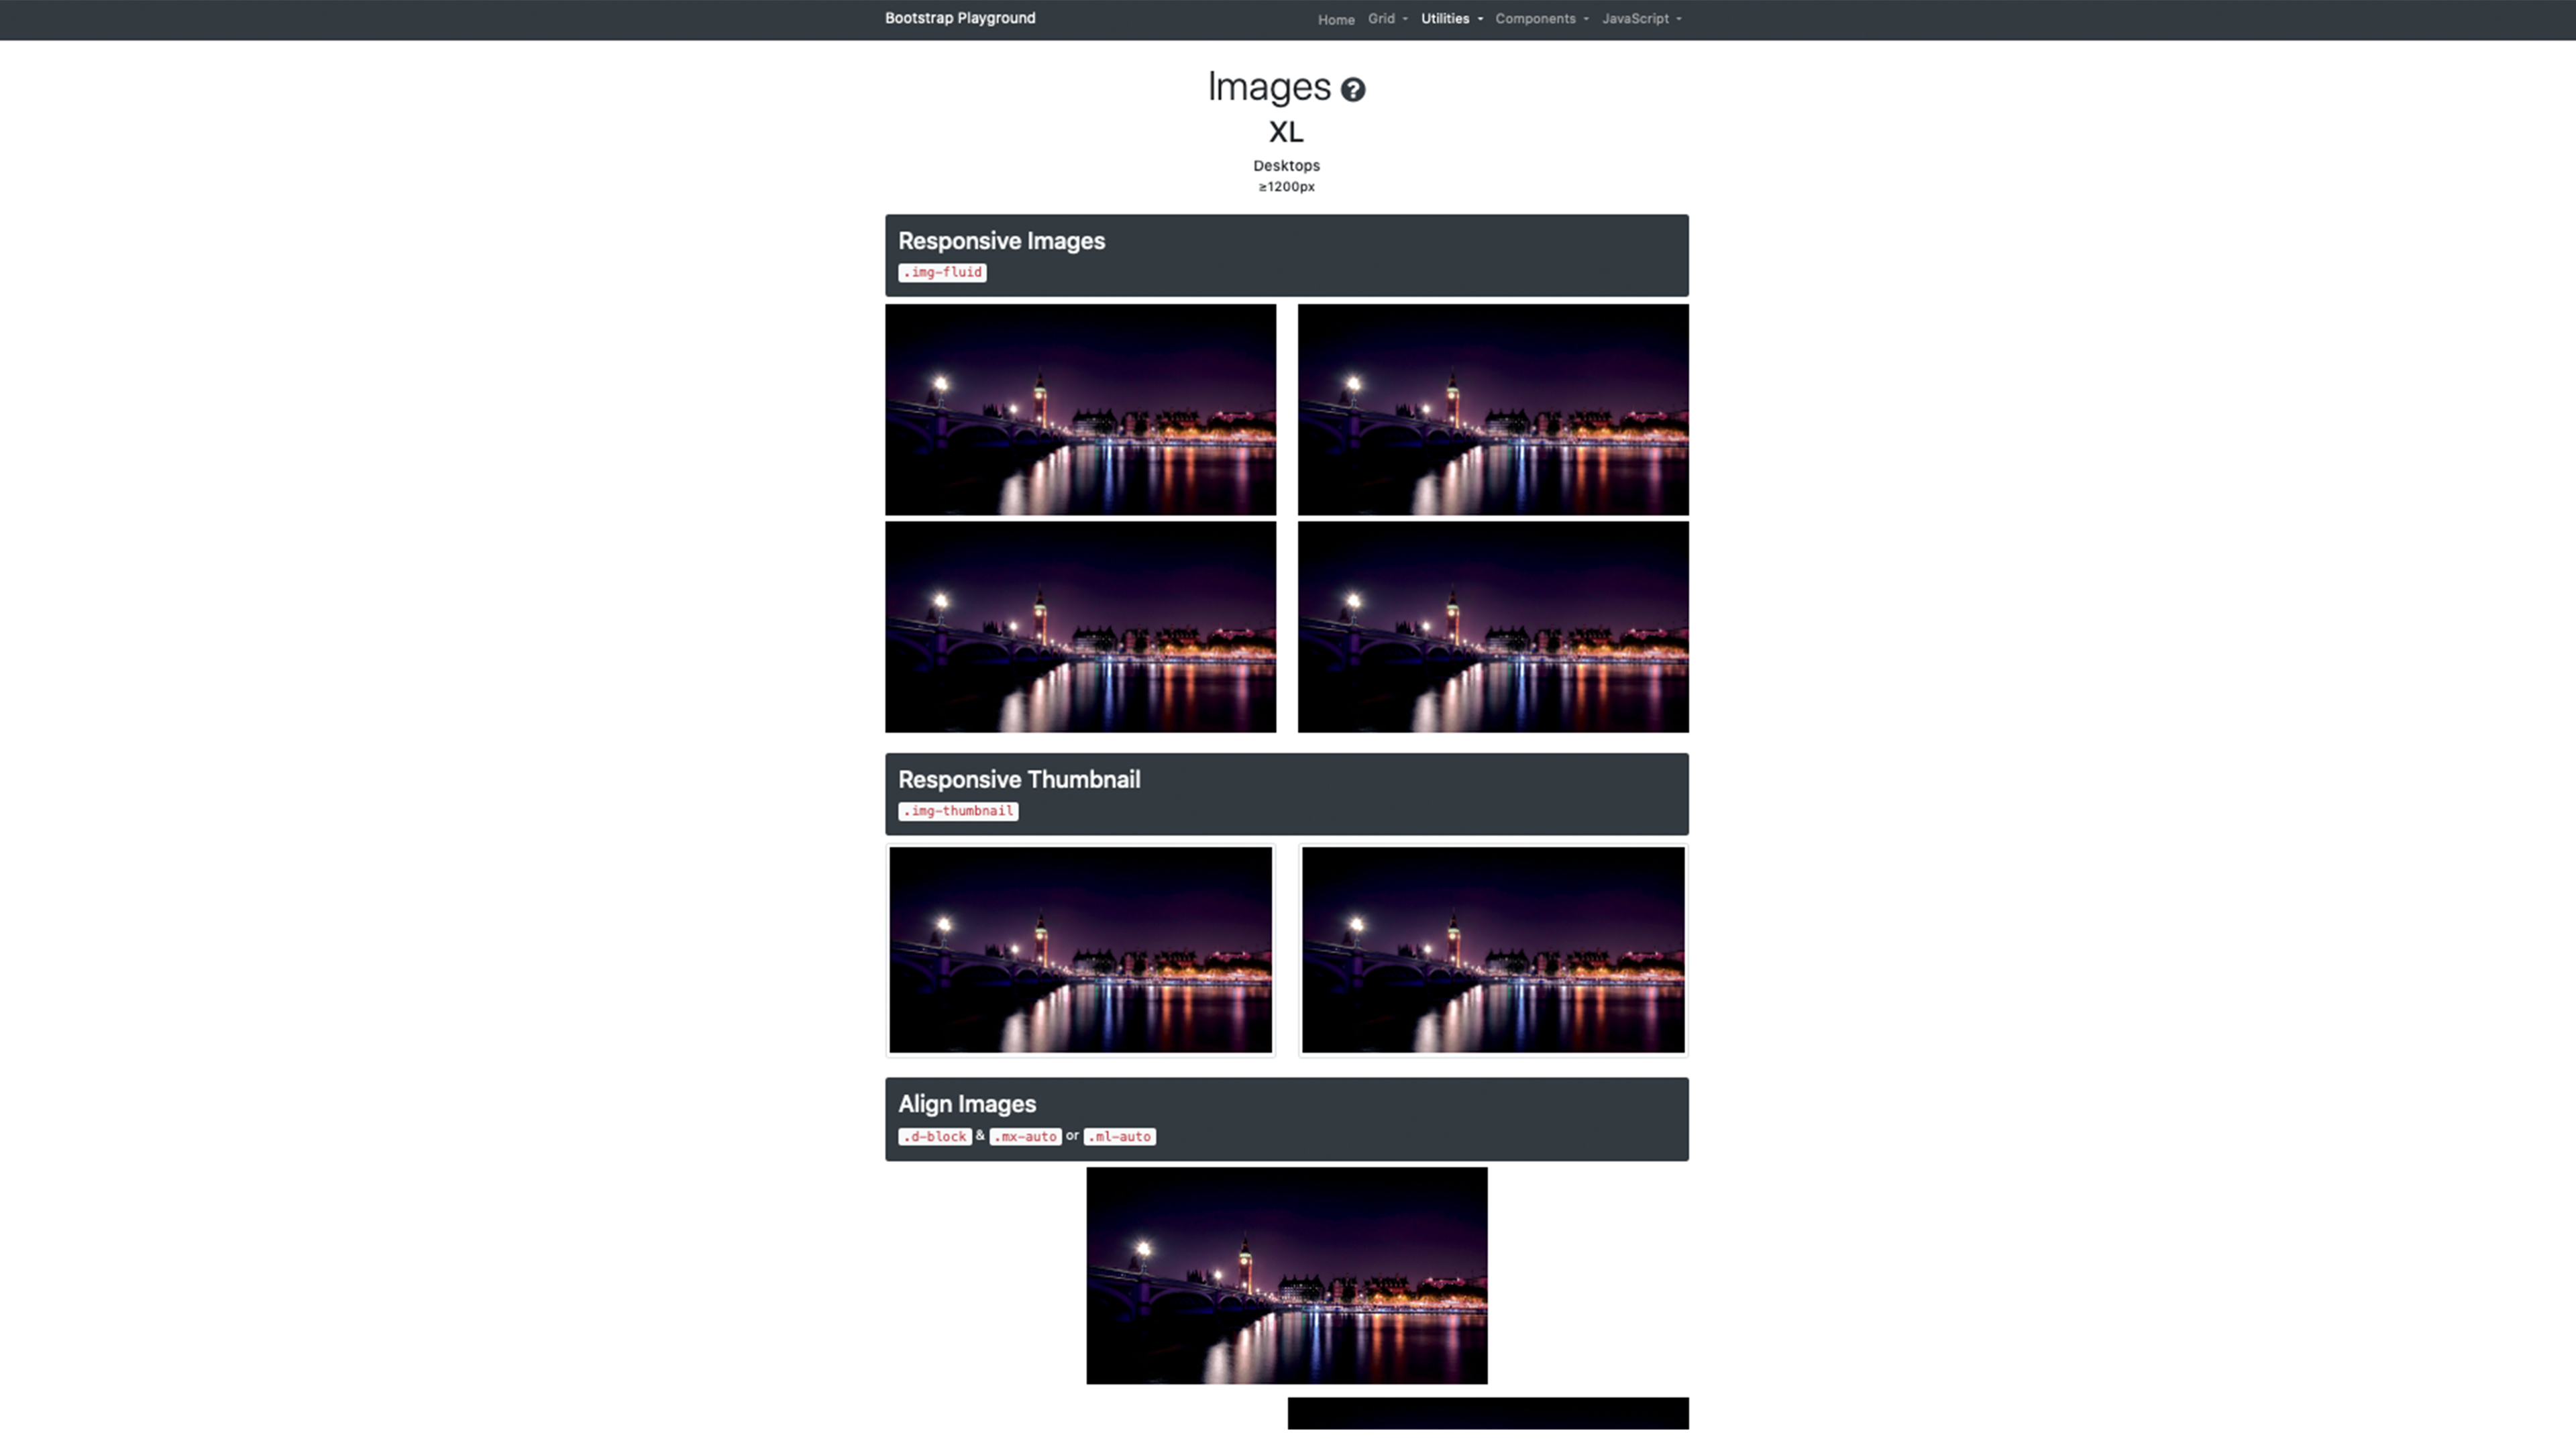 Bootstrap Playground Home Grid Utilities Components JavaScript
Images ?
XL
Desktops
≥1200px
Responsive Images
.img-fluid
Responsive Thumbnail
.img-thumbnail
Align Images
.d-block & .mx-auto or .ml-auto